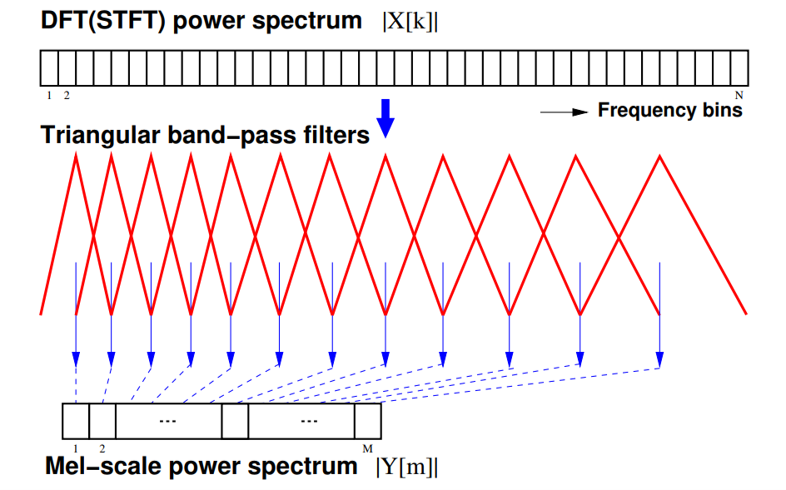 DFT(STFT) power spectrum |X[k]|
1 2 N
Frequency bins
Triangular band−pass filters
... ...
1 2 M
Mel−scale power spectrum |Y[m]|